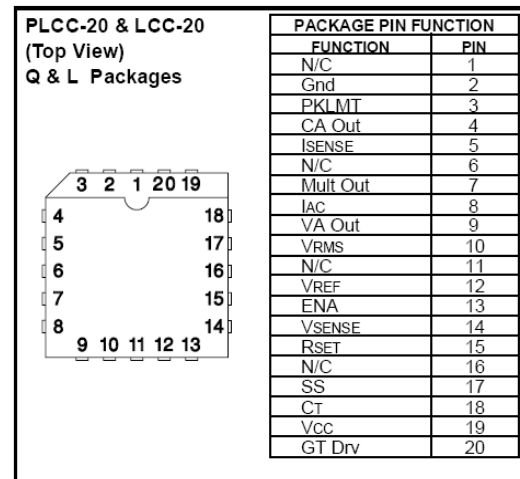 PLCC-20 & LCC-20
(Top View)
Q & L Packages
3 2 1 20 19
4 18
5 17
6 16
7 15
8 14
9 10 11 12 13
PACKAGE PIN FUNCTION
FUNCTION PIN
N/C 1
Gnd 2
PKLMT 3
CA Out 4
ISENSE 5
N/C 6
Mult Out 7
IAC 8
VA Out 9
VRMS 10
N/C 11
VREF 12
ENA 13
VSENSE 14
RSET 15
N/C 16
SS 17
CT 18
VCC 19
GT Drv 20